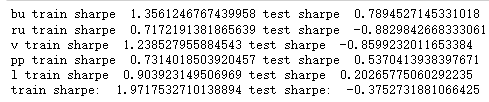 bu train sharpe  1.3561246767439958 test sharpe  0.7894527145331018
ru train sharpe  0.7172191381865639 test sharpe  -0.8829842668333061
v train sharpe  1.238527955884543 test sharpe  -0.8599232011653384
pp train sharpe  0.7314018503920457 test sharpe  0.5370413938397671
l train sharpe  0.903923149506969 test sharpe  0.20265775060292235
train sharpe:  1.9717532710138894 test sharpe:  -0.3752731881066425